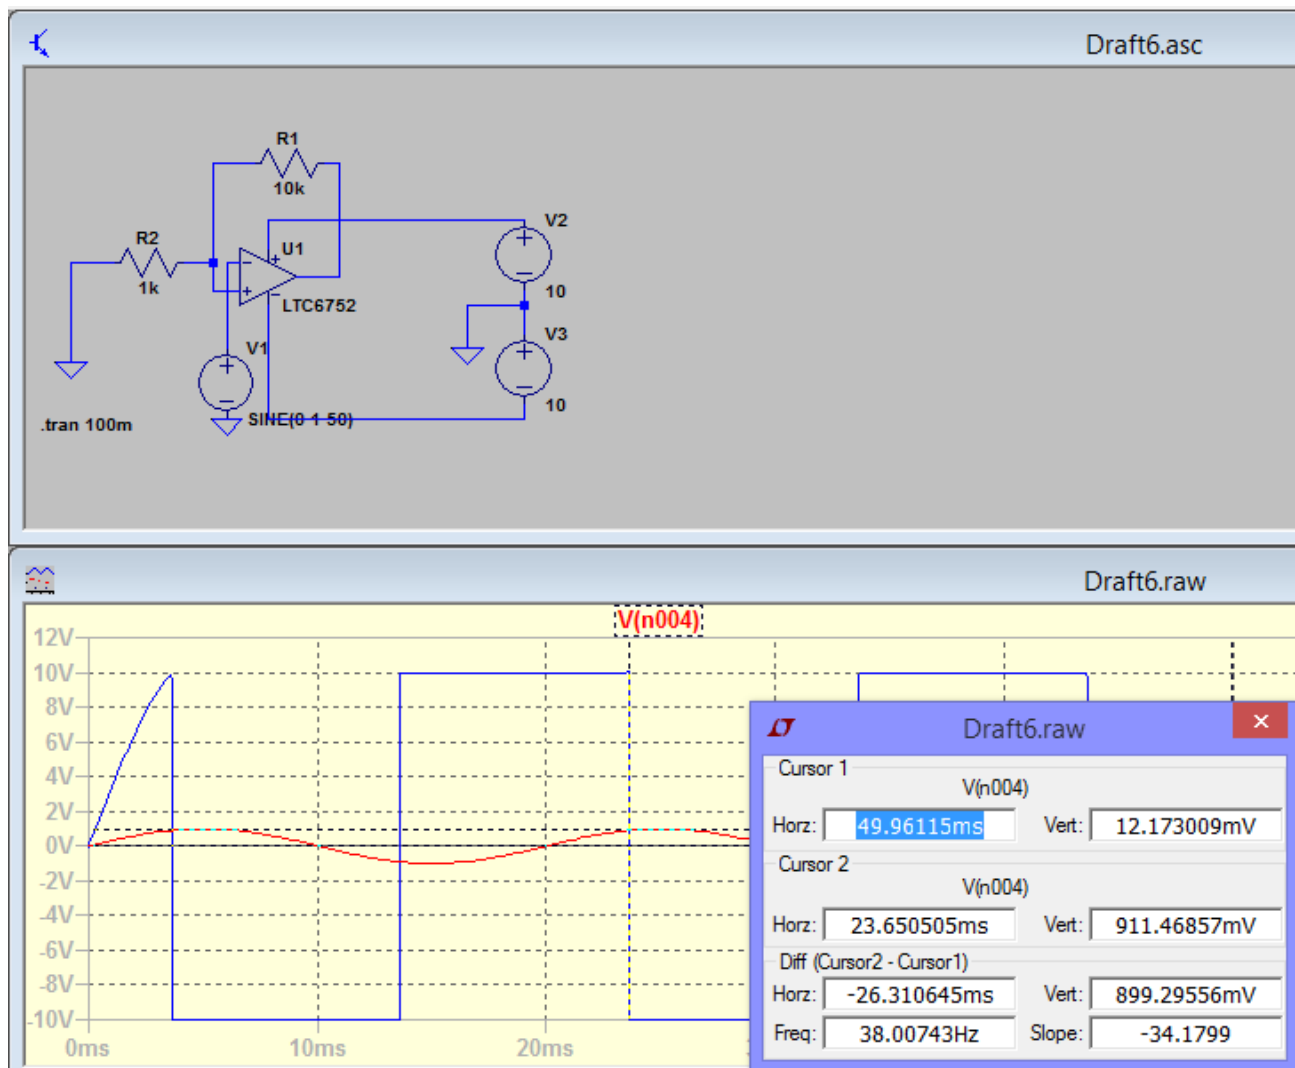 Draft6.asc
R1
10k
V2
R2
U1
1k
10
LTC6752
V1
V3
.tran 100m
SINE(0 1 50)
10
Draft6.raw
V(n004)
12V
10V
8V
6V
4V
2V
0V
-2V
-4V
-6V
-8V
-10V
0ms
10ms
20ms
Draft6.raw
Cursor 1
V(n004)
Horz: 49.96115ms Vert: 12.173009mV
Cursor 2
V(n004)
Horz: 23.650505ms Vert: 911.46857mV
Diff (Cursor2 - Cursor1)
Horz: -26.310645ms Vert: 899.29556mV
Freq: 38.00743Hz Slope: -34.1799